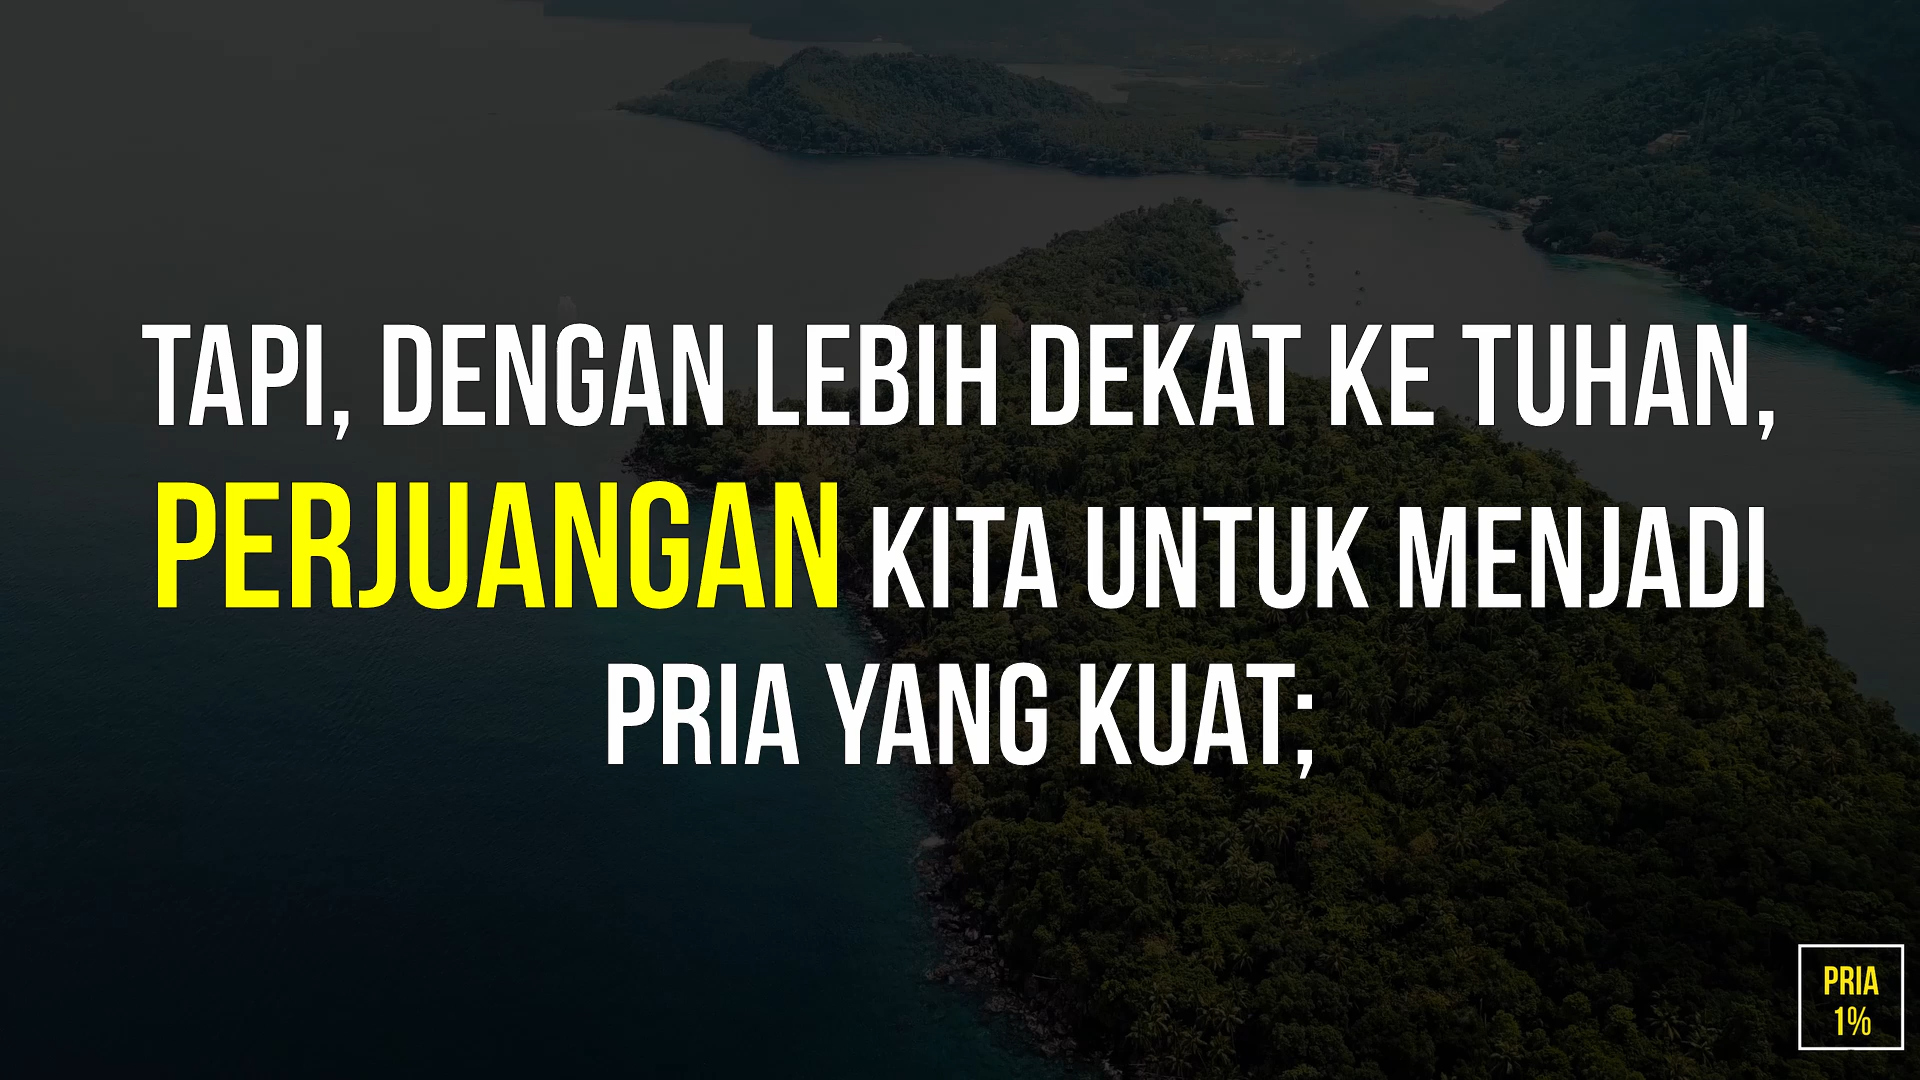 TAPI, DENGAN LEBIH DEKAT KE TUHAN,
PERJUANGAN KITA UNTUK MENJADI
PRIA YANG KUAT;
PRIA
1%